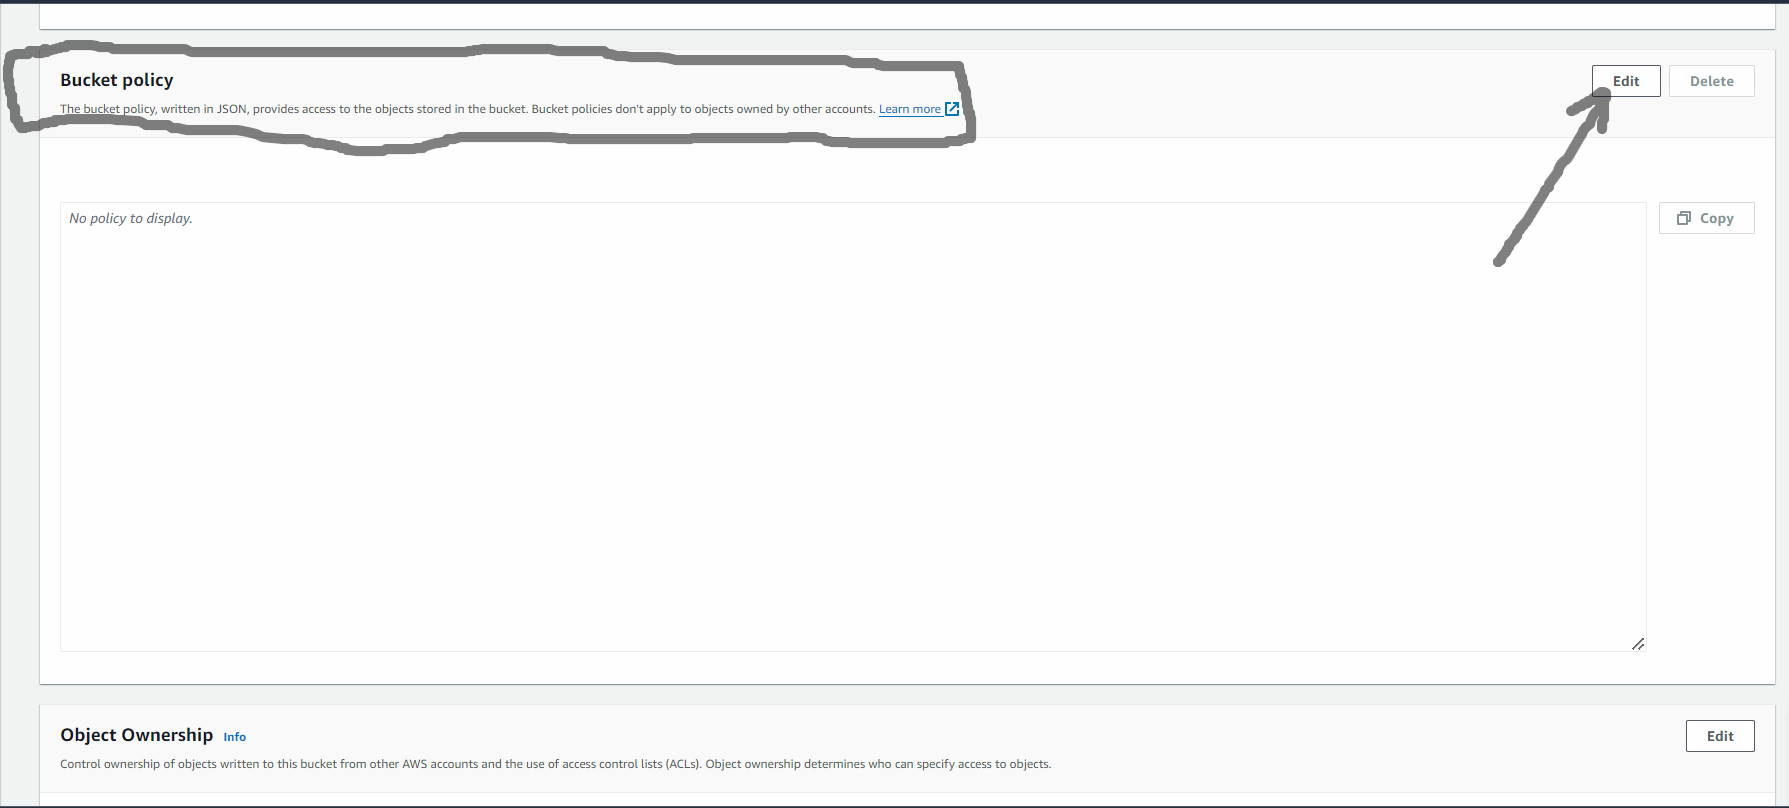 Bucket policy
Edit
Delete
The bucket policy, written in JSON, provides access to the objects stored in the bucket. Bucket policies don't apply to objects owned by other accounts. Learn more
No policy to display.
Copy
Object Ownership Info
Edit
Control ownership of objects written to this bucket from other AWS accounts and the use of access control lists (ACLs). Object ownership determines who can specify access to objects.